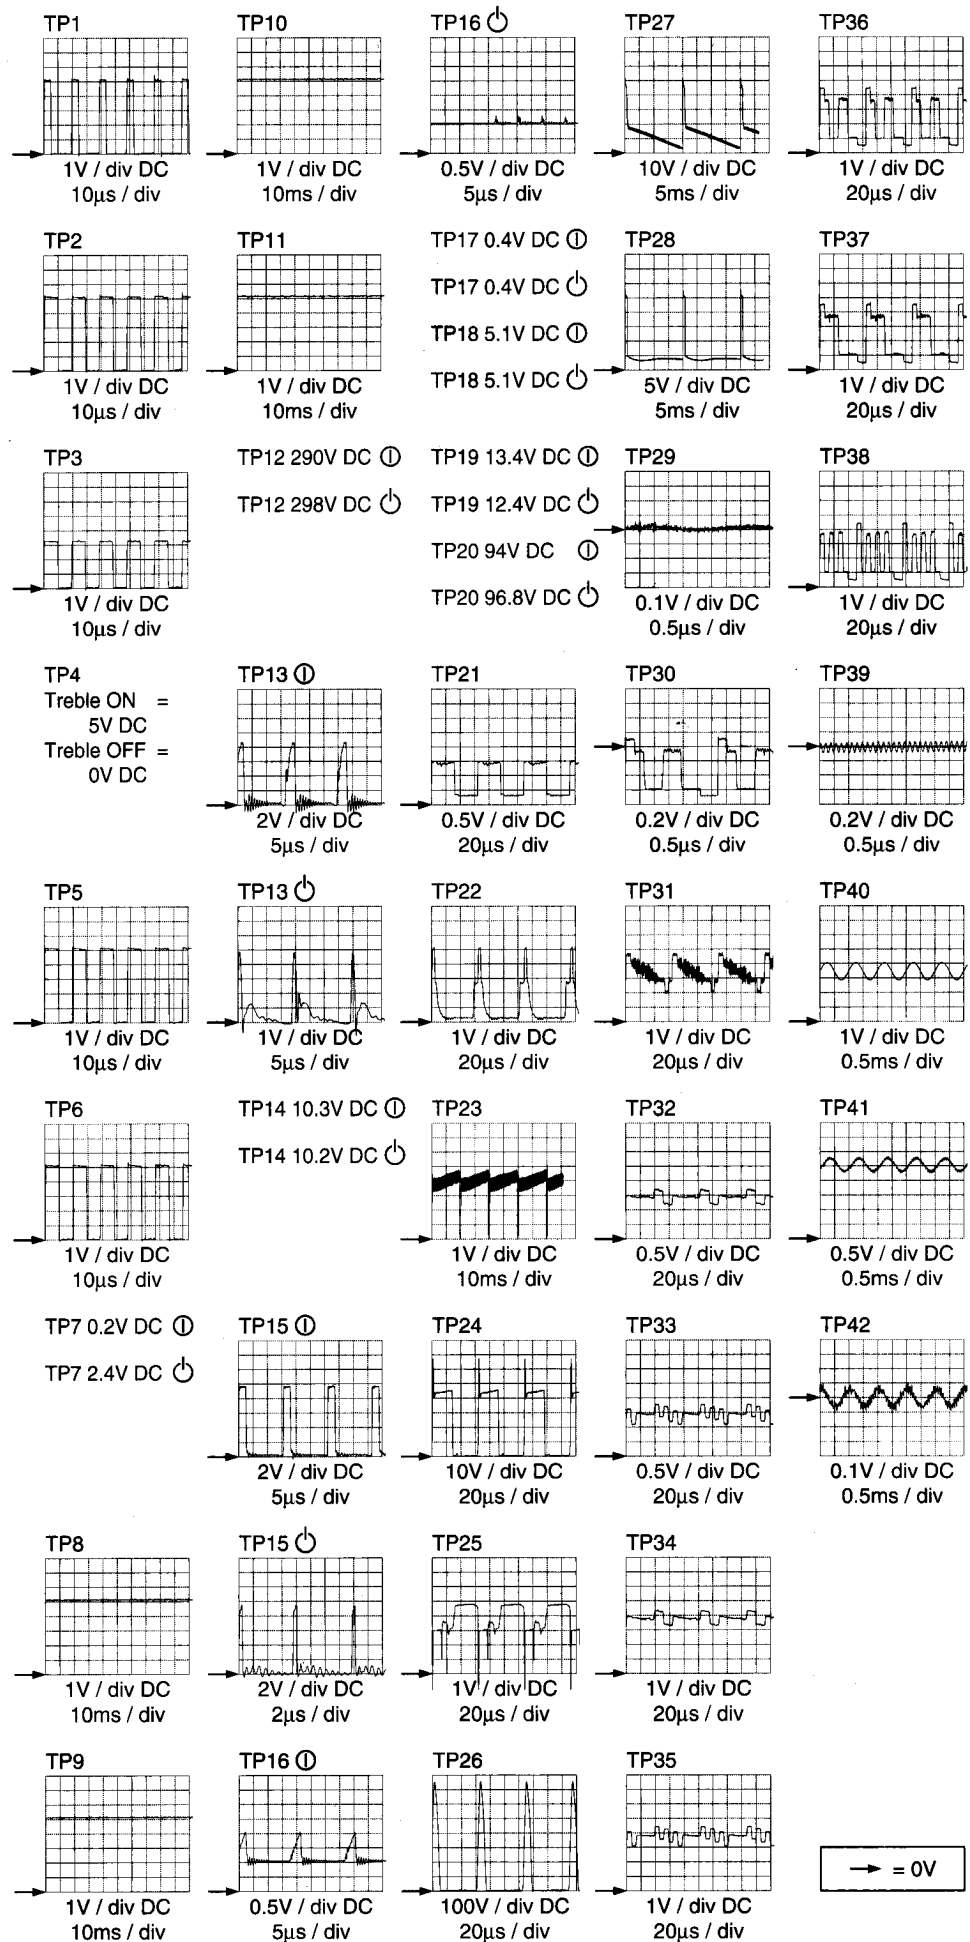 TP1
1V / div DC
10µs / div
TP10
1V / div DC
10ms / div
TP16
0.5V / div DC
5µs / div
TP27
10V / div DC
5ms / div
TP36
1V / div DC
20µs / div
TP2
1V / div DC
10µs / div
TP11
1V / div DC
10ms / div
TP17 0.4V DC
TP17 0.4V DC
TP18 5.1V DC
TP18 5.1V DC
TP28
5V / div DC
5ms / div
TP37
1V / div DC
20µs / div
TP3
1V / div DC
10µs / div
TP12 290V DC
TP12 298V DC
TP19 13.4V DC
TP19 12.4V DC
TP20 94V DC
TP20 96.8V DC
TP29
0.1V / div DC
0.5µs / div
TP38
1V / div DC
20µs / div
TP4
Treble ON =
5V DC
Treble OFF =
0V DC
TP13
2V / div DC
5µs / div
TP21
0.5V / div DC
20µs / div
TP30
0.2V / div DC
0.5µs / div
TP39
0.2V / div DC
0.5µs / div
TP5
1V / div DC
10µs / div
TP13
1V / div DC
5µs / div
TP22
1V / div DC
20µs / div
TP31
1V / div DC
20µs / div
TP40
1V / div DC
0.5ms / div
TP6
1V / div DC
10µs / div
TP14 10.3V DC
TP14 10.2V DC
TP23
1V / div DC
10ms / div
TP32
0.5V / div DC
20µs / div
TP41
0.5V / div DC
0.5ms / div
TP7 0.2V DC
TP7 2.4V DC
TP15
2V / div DC
5µs / div
TP24
10V / div DC
20µs / div
TP33
0.5V / div DC
20µs / div
TP42
0.1V / div DC
0.5ms / div
TP8
1V / div DC
10ms / div
TP15
2V / div DC
2µs / div
TP25
1V / div DC
20µs / div
TP34
1V / div DC
20µs / div
TP9
1V / div DC
10ms / div
TP16
0.5V / div DC
5µs / div
TP26
100V / div DC
20µs / div
TP35
1V / div DC
20µs / div
= 0V